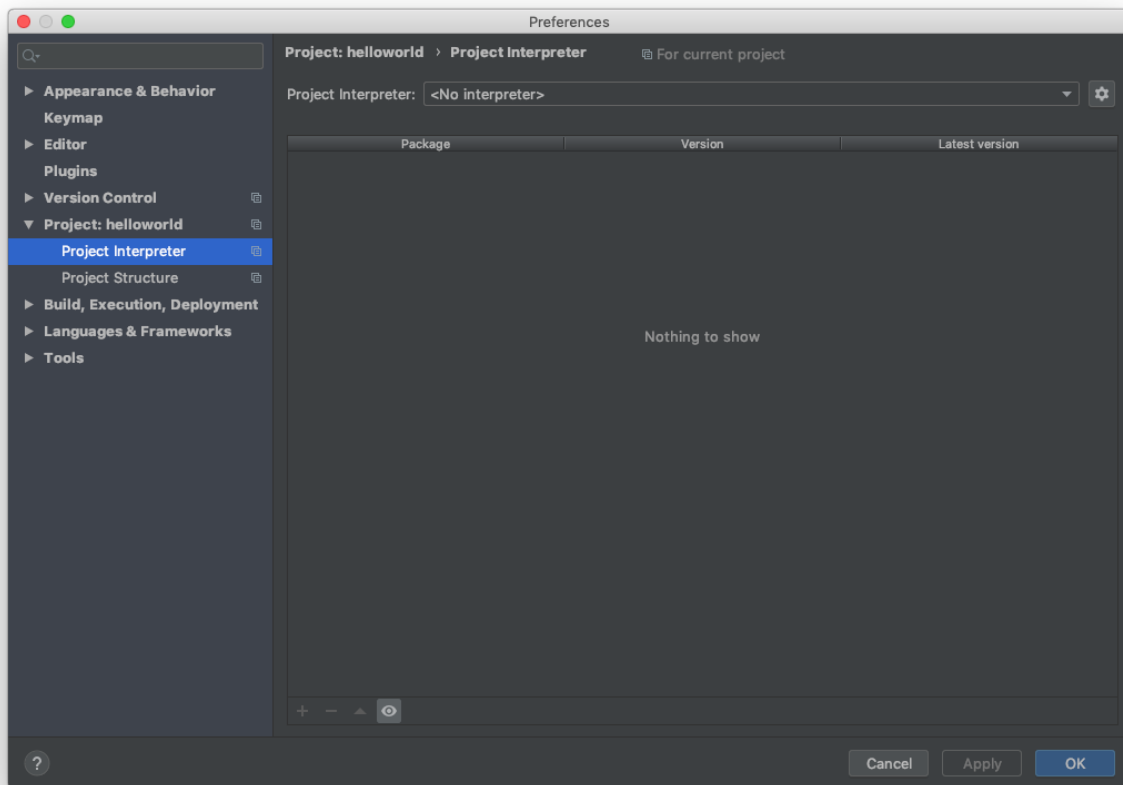 Preferences
Project: helloworld › Project Interpreter For current project
Project Interpreter: <No interpreter>
Appearance & Behavior
Keymap
Editor
Plugins
Version Control
Project: helloworld
Project Interpreter
Project Structure
Build, Execution, Deployment
Languages & Frameworks
Tools
Package Version Latest version
Nothing to show
? Cancel Apply OK